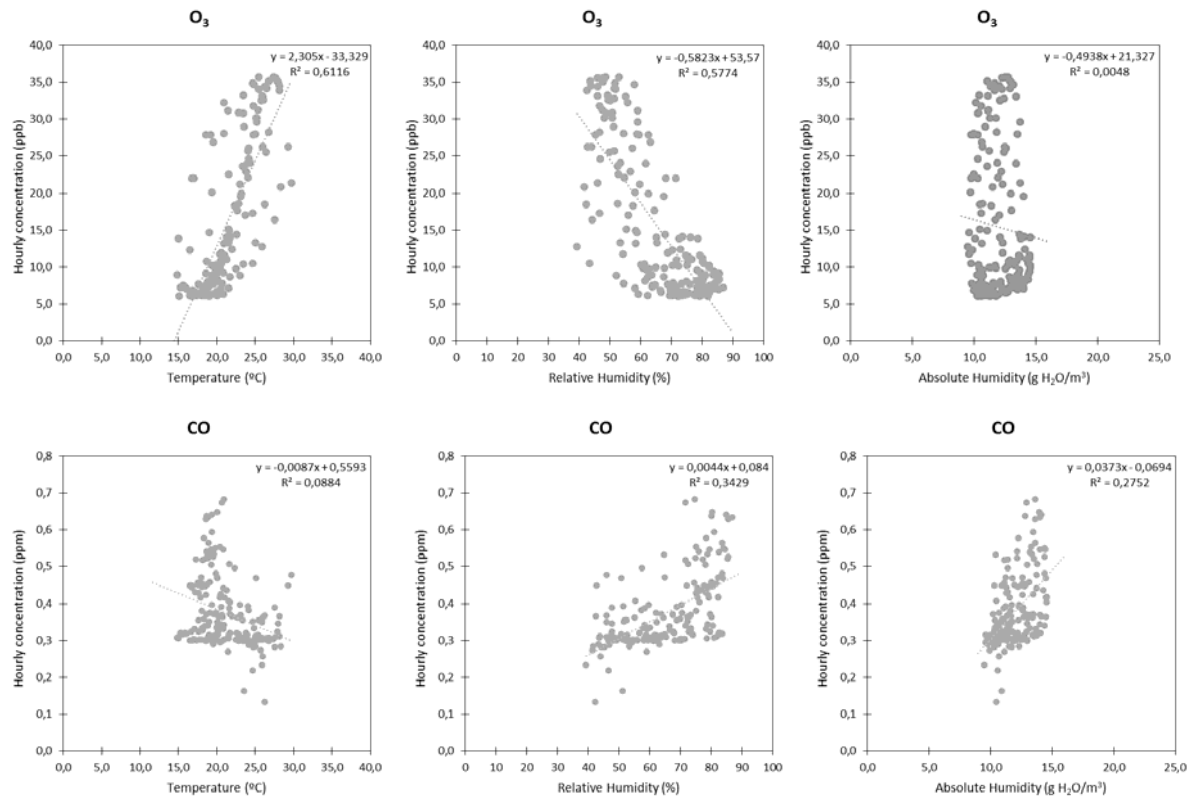 O₃
y = 2,305x - 33,329
R² = 0,6116
Hourly concentration (ppb)
40,0
35,0
30,0
25,0
20,0
15,0
10,0
5,0
0,0
0,0 5,0 10,0 15,0 20,0 25,0 30,0 35,0 40,0
Temperature (ºC)
O₃
y = -0,5823x + 53,57
R² = 0,5774
Hourly concentration (ppb)
40,0
35,0
30,0
25,0
20,0
15,0
10,0
5,0
0,0
0 10 20 30 40 50 60 70 80 90 100
Relative Humidity (%)
O₃
y = -0,4938x + 21,327
R² = 0,0048
Hourly concentration (ppb)
40,0
35,0
30,0
25,0
20,0
15,0
10,0
5,0
0,0
0,0 5,0 10,0 15,0 20,0 25,0
Absolute Humidity (g H₂O/m³)
CO
y = -0,0087x + 0,5593
R² = 0,0884
Hourly concentration (ppm)
0,8
0,7
0,6
0,5
0,4
0,3
0,2
0,1
0,0
0,0 5,0 10,0 15,0 20,0 25,0 30,0 35,0 40,0
Temperature (ºC)
CO
y = 0,0044x + 0,084
R² = 0,3429
Hourly concentration (ppm)
0,8
0,7
0,6
0,5
0,4
0,3
0,2
0,1
0,0
0 10 20 30 40 50 60 70 80 90 100
Relative Humidity (%)
CO
y = 0,0373x - 0,0694
R² = 0,2752
Hourly concentration (ppm)
0,8
0,7
0,6
0,5
0,4
0,3
0,2
0,1
0,0
0,0 5,0 10,0 15,0 20,0 25,0
Absolute Humidity (g H₂O/m³)